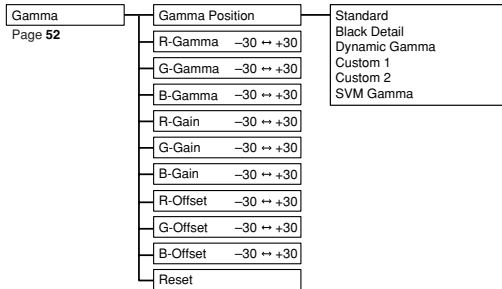 Gamma
Page 52
Gamma Position
R-Gamma –30 ↔ +30
G-Gamma –30 ↔ +30
B-Gamma –30 ↔ +30
R-Gain –30 ↔ +30
G-Gain –30 ↔ +30
B-Gain –30 ↔ +30
R-Offset –30 ↔ +30
G-Offset –30 ↔ +30
B-Offset –30 ↔ +30
Reset
Standard
Black Detail
Dynamic Gamma
Custom 1
Custom 2
SVM Gamma